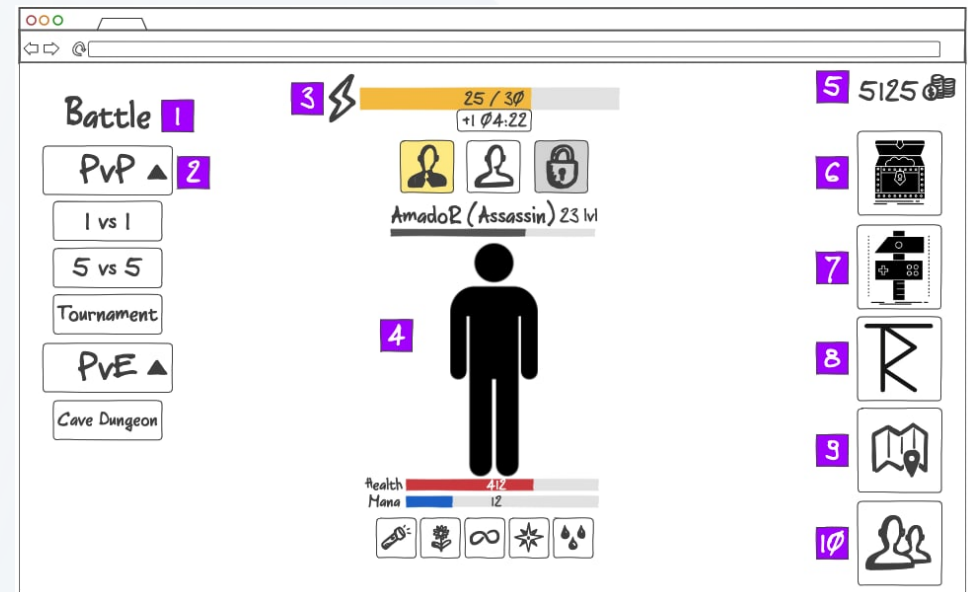 Battle 1
PvP ▲ 2
1 vs 1
5 vs 5
Tournament
PvE ▲
Cave Dungeon
3
25 / 30
+1 04:22
AmadoR (Assassin) 23 lvl
4
Health 412
Mana 12
5 5125
6
7
8
9
10